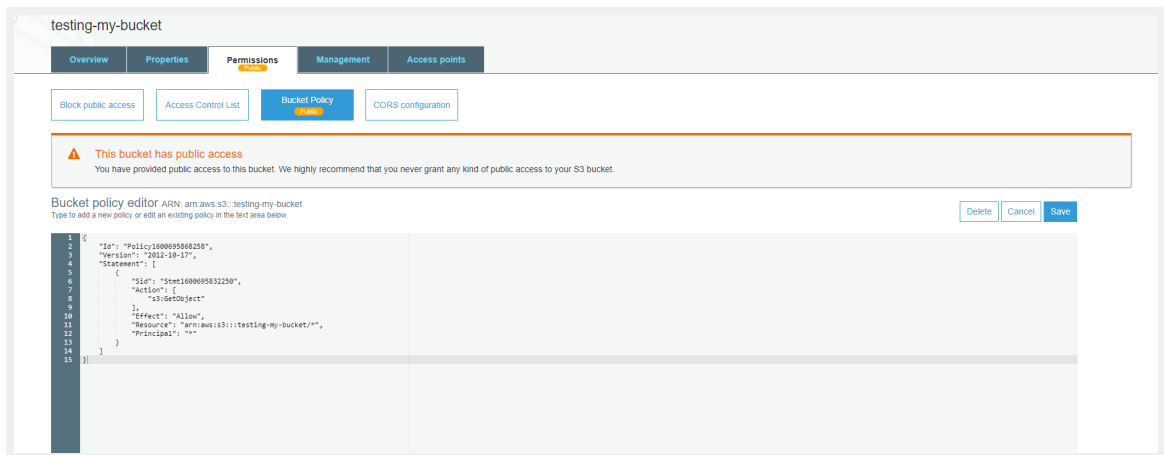 testing-my-bucket
Overview Properties Permissions Management Access points
Public
Block public access Access Control List Bucket Policy CORS configuration
Public
This bucket has public access
You have provided public access to this bucket. We highly recommend that you never grant any kind of public access to your S3 bucket.
Bucket policy editor ARN: arn:aws:s3:::testing-my-bucket
Type to add a new policy or edit an existing policy in the text area below.
Delete Cancel Save
1 {
2 "Id": "Policy1600695868258",
3 "Version": "2012-10-17",
4 "Statement": [
5 {
6 "Sid": "Stmt1600695832250",
7 "Action": [
8 "s3:GetObject"
9 ],
10 "Effect": "Allow",
11 "Resource": "arn:aws:s3:::testing-my-bucket/*",
12 "Principal": "*"
13 }
14 ]
15 }